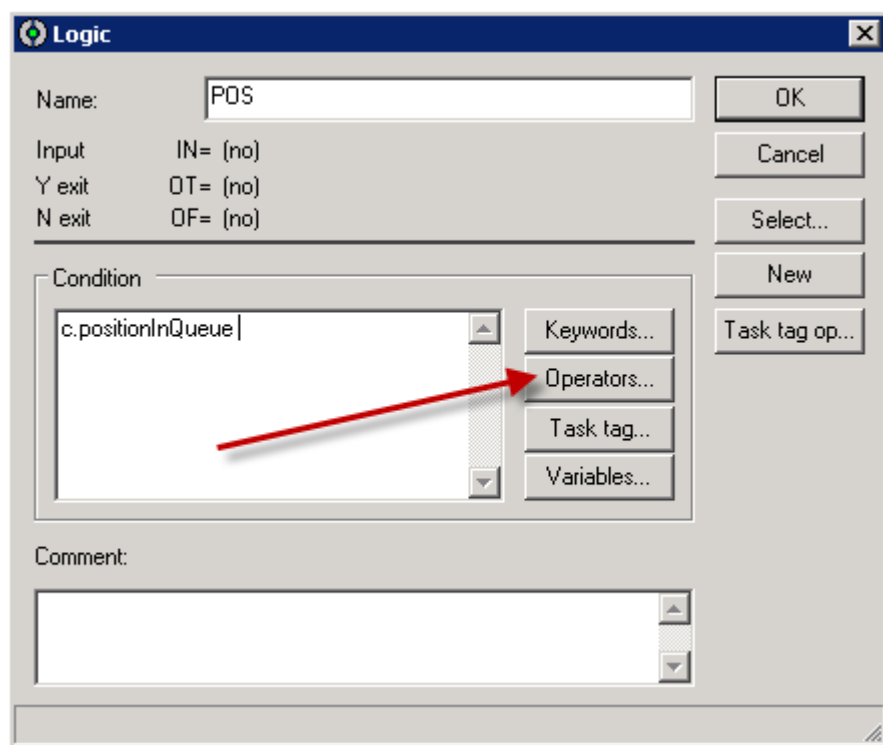 Logic
Name: POS
OK
Input IN= (no)
Cancel
Y exit OT= (no)
N exit OF= (no)
Select...
New
Condition
c.positionInQueue
Keywords...
Task tag op...
Operators...
Task tag...
Variables...
Comment: